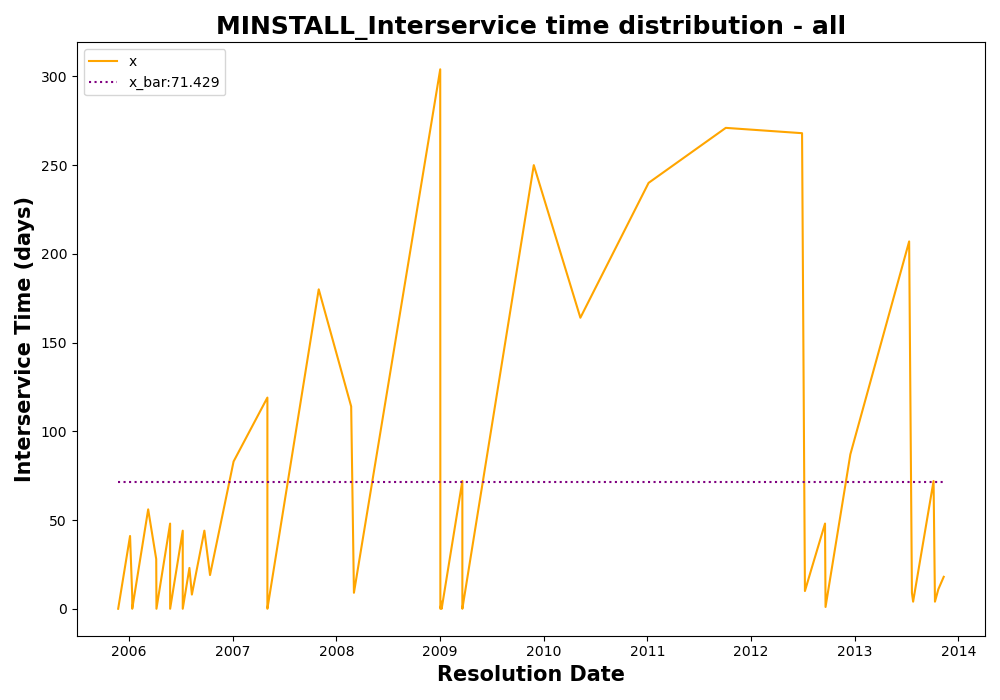 MINSTALL_Interservice time distribution - all
x
x_bar:71.429
Interservice Time (days)
300
250
200
150
100
50
0
2006 2007 2008 2009 2010 2011 2012 2013 2014
Resolution Date